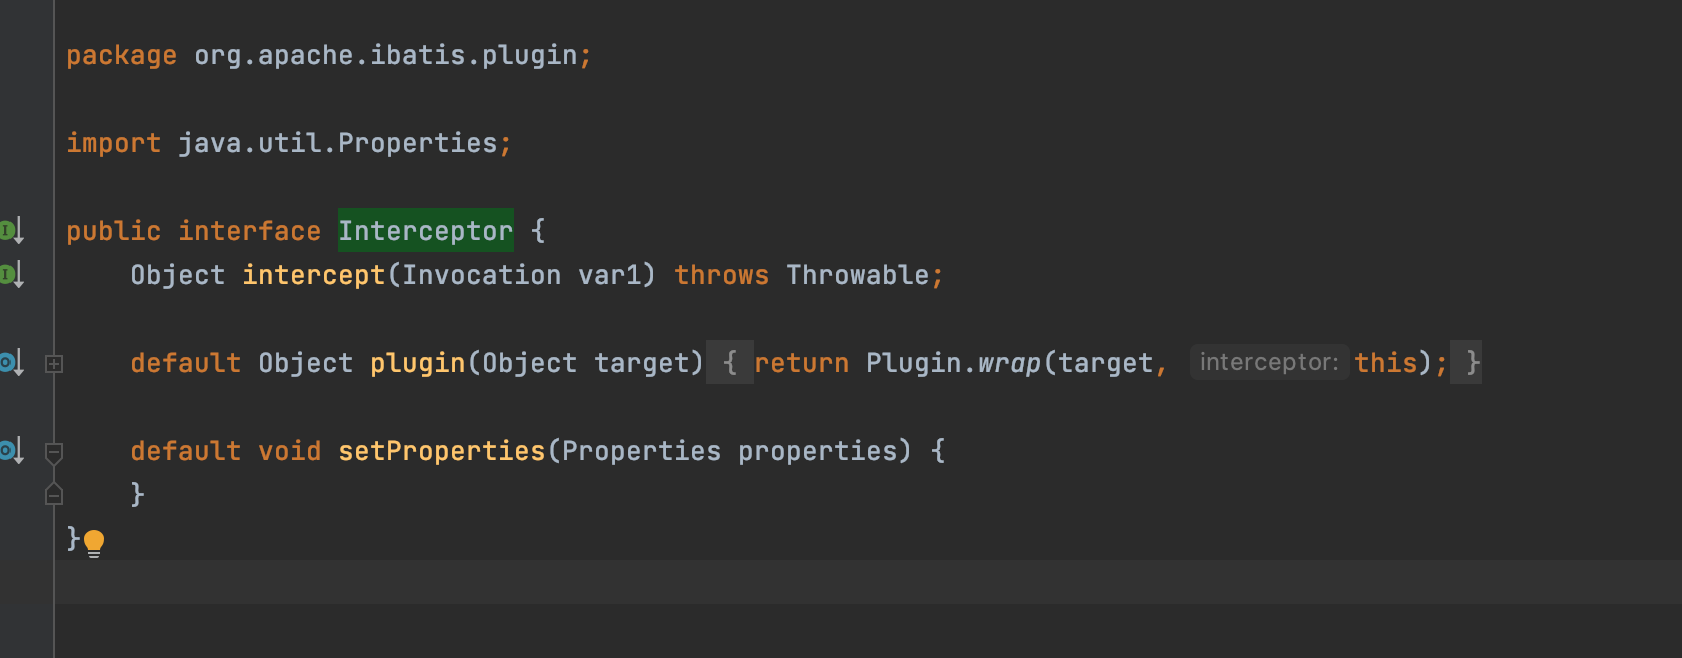 package org.apache.ibatis.plugin;
import java.util.Properties;
public interface Interceptor {
Object intercept(Invocation var1) throws Throwable;
default Object plugin(Object target) { return Plugin.wrap(target, interceptor: this); }
default void setProperties(Properties properties) {
}
}